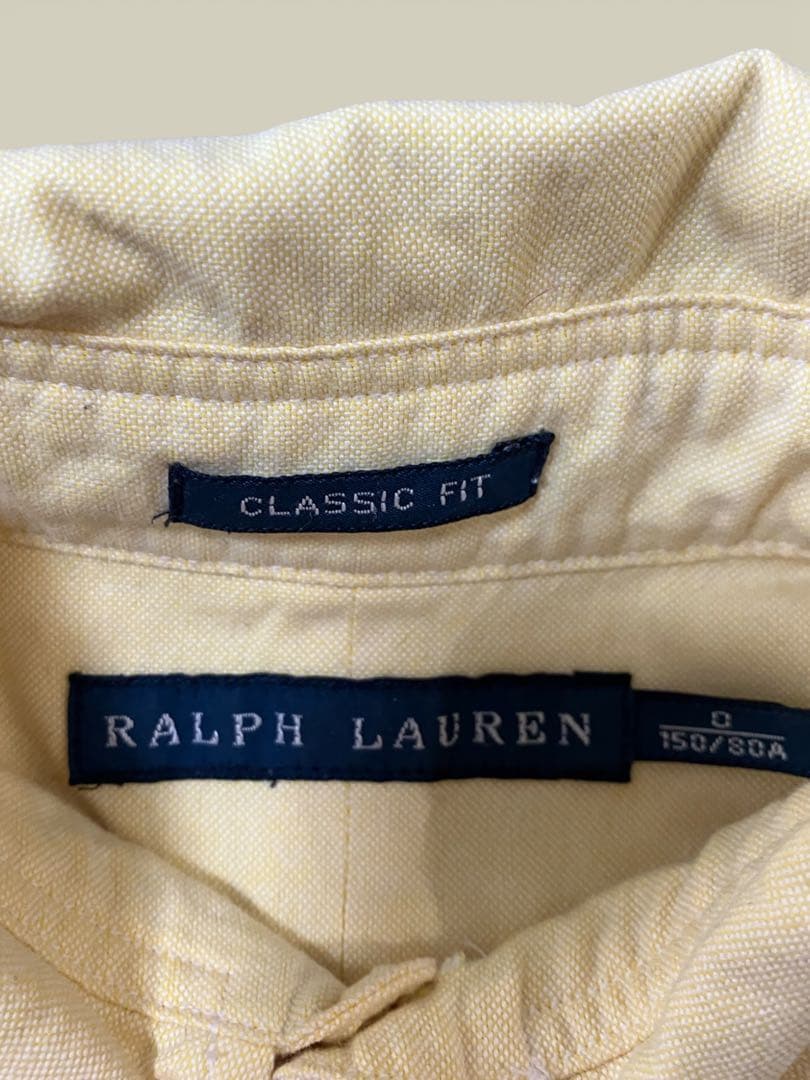 CLASSIC FIT
RALPH LAUREN
0
150/80A